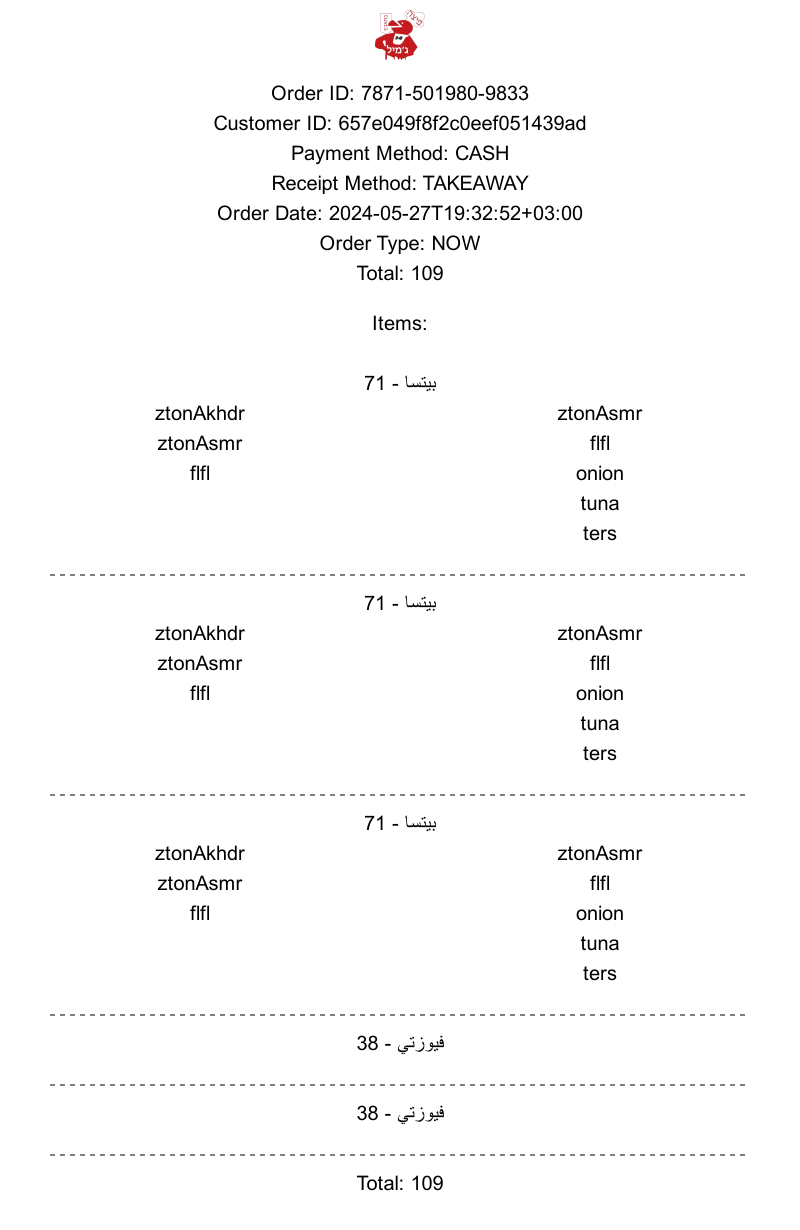 פיצה
ג'מיל
Order ID: 7871-501980-9833
Customer ID: 657e049f8f2c0eef051439ad
Payment Method: CASH
Receipt Method: TAKEAWAY
Order Date: 2024-05-27T19:32:52+03:00
Order Type: NOW
Total: 109
Items:
بيتسا - 71
ztonAkhdr ztonAsmr
ztonAsmr flfl
flfl onion
tuna
ters
بيتسا - 71
ztonAkhdr ztonAsmr
ztonAsmr flfl
flfl onion
tuna
ters
بيتسا - 71
ztonAkhdr ztonAsmr
ztonAsmr flfl
flfl onion
tuna
ters
فيوزتي - 38
فيوزتي - 38
Total: 109